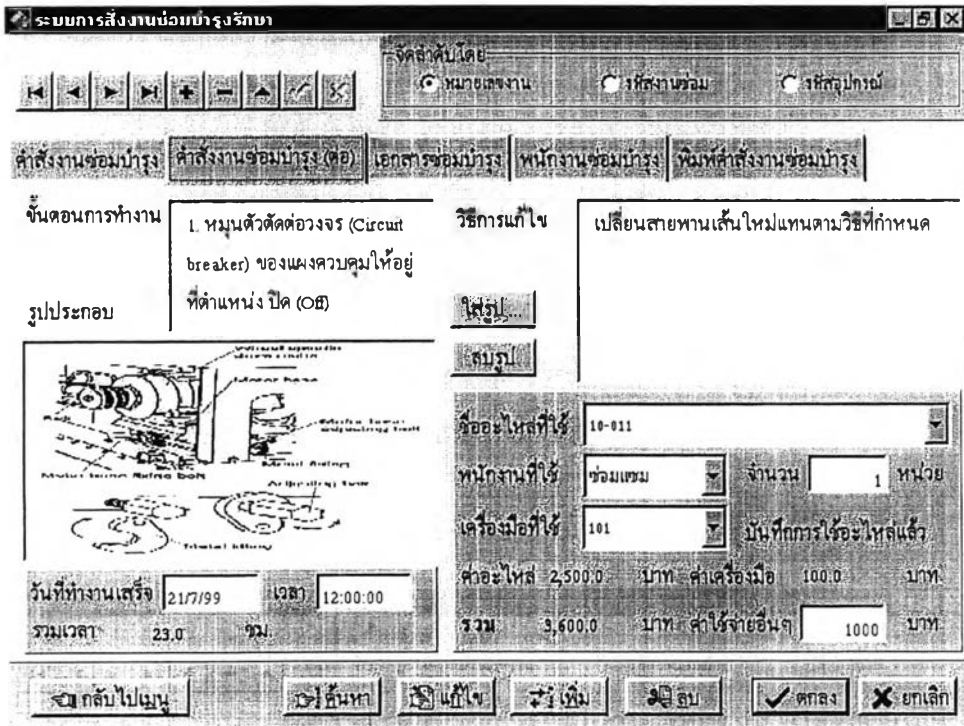 ระบบการสั่งงานซ่อมบำรุงรักษา
จัดลำดับโดย
หมายเลขงาน รหัสงานซ่อม รหัสอุปกรณ์
คำสั่งงานซ่อมบำรุง คำสั่งงานซ่อมบำรุง (ต่อ) เอกสารซ่อมบำรุง พนักงานซ่อมบำรุง พิมพ์คำสั่งงานซ่อมบำรุง
ขั้นตอนการทำงาน
1. หมุนตัวตัดต่อวงจร (Circuit
breaker) ของแผงควบคุมให้อยู่
ที่ตำแหน่ง ปิด (Off)
วิธีการแก้ไข
เปลี่ยนสายพานเส้นใหม่แทนตามวิธีที่กำหนด
รูปประกอบ
ใส่รูป...
ลบรูป
Motor base
ชื่ออะไหล่ที่ใช้ 10-011
พนักงานที่ใช้ ซ่อมแซม จำนวน 1 หน่วย
เครื่องมือที่ใช้ 101 บันทึกการใช้อะไหล่แล้ว
ค่าอะไหล่ 2,500.0 บาท ค่าเครื่องมือ 100.0 บาท
รวม 3,600.0 บาท ค่าใช้จ่ายอื่นๆ 1000 บาท
วันที่ทำงานเสร็จ 21/7/99 เวลา 12:00:00
รวมเวลา 23.0 ชม.
กลับไปเมนู ค้นหา แก้ไข เพิ่ม ลบ ตกลง ยกเลิก